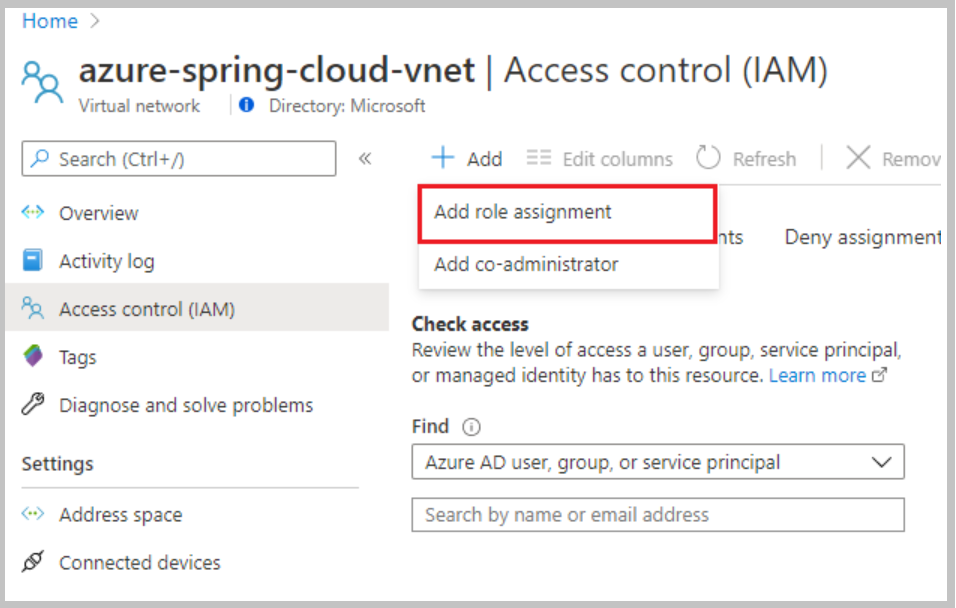 Home >
azure-spring-cloud-vnet | Access control (IAM)
Virtual network
Directory: Microsoft
Search (Ctrl+/)
«
Add
Edit columns
Refresh
Remov
Add role assignment
Add co-administrator
nts
Deny assignment
Overview
Activity log
Access control (IAM)
Tags
Diagnose and solve problems
Settings
Address space
Connected devices
Check access
Review the level of access a user, group, service principal,
or managed identity has to this resource. Learn more
Find
Azure AD user, group, or service principal
Search by name or email address